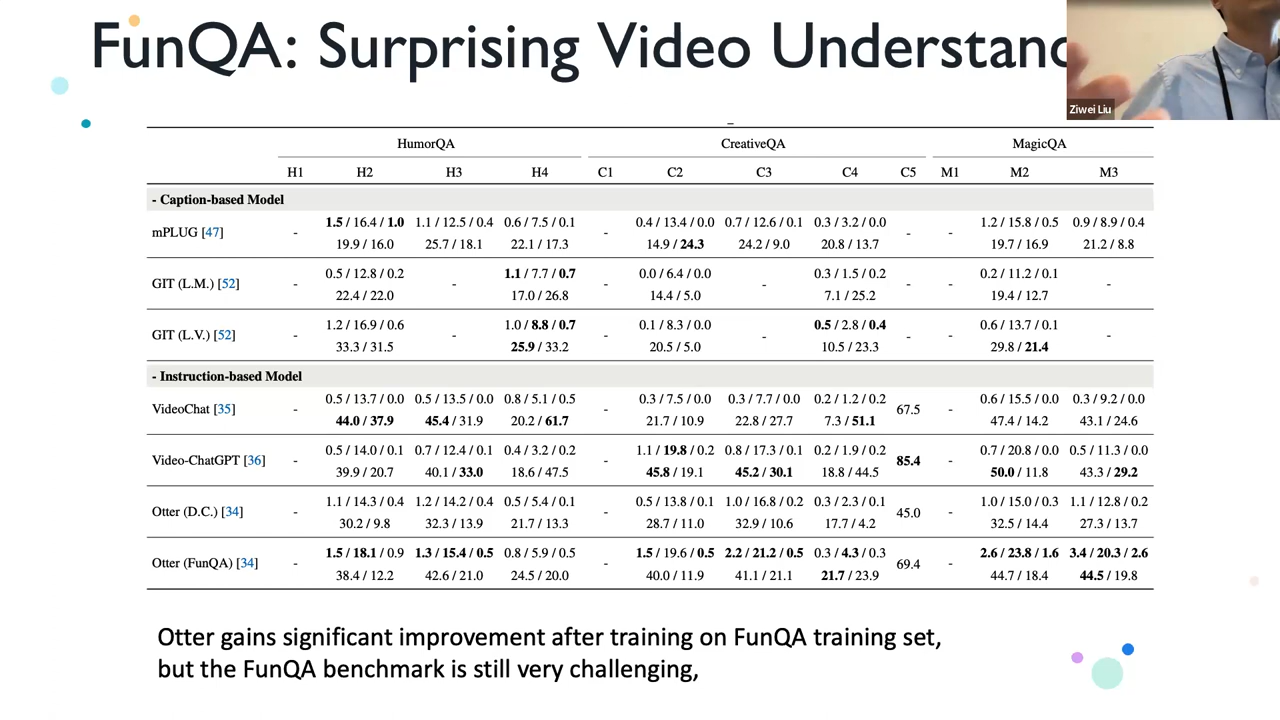 FunQA: Surprising Video Understand
Ziwei Liu
HumorQA CreativeQA MagicQA
H1 H2 H3 H4 C1 C2 C3 C4 C5 M1 M2 M3
- Caption-based Model
1.5 / 16.4 / 1.0 1.1 / 12.5 / 0.4 0.6 / 7.5 / 0.1 0.4 / 13.4 / 0.0 0.7 / 12.6 / 0.1 0.3 / 3.2 / 0.0 1.2 / 15.8 / 0.5 0.9 / 8.9 / 0.4
mPLUG [47] - - - -
19.9 / 16.0 25.7 / 18.1 22.1 / 17.3 14.9 / 24.3 24.2 / 9.0 20.8 / 13.7 19.7 / 16.9 21.2 / 8.8
0.5 / 12.8 / 0.2 1.1 / 7.7 / 0.7 0.0 / 6.4 / 0.0 0.3 / 1.5 / 0.2 0.2 / 11.2 / 0.1
GIT (L.M.) [52] - - - - - - -
22.4 / 22.0 17.0 / 26.8 14.4 / 5.0 7.1 / 25.2 19.4 / 12.7
1.2 / 16.9 / 0.6 1.0 / 8.8 / 0.7 0.1 / 8.3 / 0.0 0.5 / 2.8 / 0.4 0.6 / 13.7 / 0.1
GIT (L.V.) [52] - - - - - - -
33.3 / 31.5 25.9 / 33.2 20.5 / 5.0 10.5 / 23.3 29.8 / 21.4
- Instruction-based Model
0.5 / 13.7 / 0.0 0.5 / 13.5 / 0.0 0.8 / 5.1 / 0.5 0.3 / 7.5 / 0.0 0.3 / 7.7 / 0.0 0.2 / 1.2 / 0.2 0.6 / 15.5 / 0.0 0.3 / 9.2 / 0.0
VideoChat [35] - - 67.5 -
44.0 / 37.9 45.4 / 31.9 20.2 / 61.7 21.7 / 10.9 22.8 / 27.7 7.3 / 51.1 47.4 / 14.2 43.1 / 24.6
0.5 / 14.0 / 0.1 0.7 / 12.4 / 0.1 0.4 / 3.2 / 0.2 1.1 / 19.8 / 0.2 0.8 / 17.3 / 0.1 0.2 / 1.9 / 0.2 0.7 / 20.8 / 0.0 0.5 / 11.3 / 0.0
Video-ChatGPT [36] - - 85.4 -
39.9 / 20.7 40.1 / 33.0 18.6 / 47.5 45.8 / 19.1 45.2 / 30.1 18.8 / 44.5 50.0 / 11.8 43.3 / 29.2
1.1 / 14.3 / 0.4 1.2 / 14.2 / 0.4 0.5 / 5.4 / 0.1 0.5 / 13.8 / 0.1 1.0 / 16.8 / 0.2 0.3 / 2.3 / 0.1 1.0 / 15.0 / 0.3 1.1 / 12.8 / 0.2
Otter (D.C.) [34] - - 45.0 -
30.2 / 9.8 32.3 / 13.9 21.7 / 13.3 28.7 / 11.0 32.9 / 10.6 17.7 / 4.2 32.5 / 14.4 27.3 / 13.7
1.5 / 18.1 / 0.9 1.3 / 15.4 / 0.5 0.8 / 5.9 / 0.5 1.5 / 19.6 / 0.5 2.2 / 21.2 / 0.5 0.3 / 4.3 / 0.3 2.6 / 23.8 / 1.6 3.4 / 20.3 / 2.6
Otter (FunQA) [34] - - 69.4 -
38.4 / 12.2 42.6 / 21.0 24.5 / 20.0 40.0 / 11.9 41.1 / 21.1 21.7 / 23.9 44.7 / 18.4 44.5 / 19.8
Otter gains significant improvement after training on FunQA training set,
but the FunQA benchmark is still very challenging,